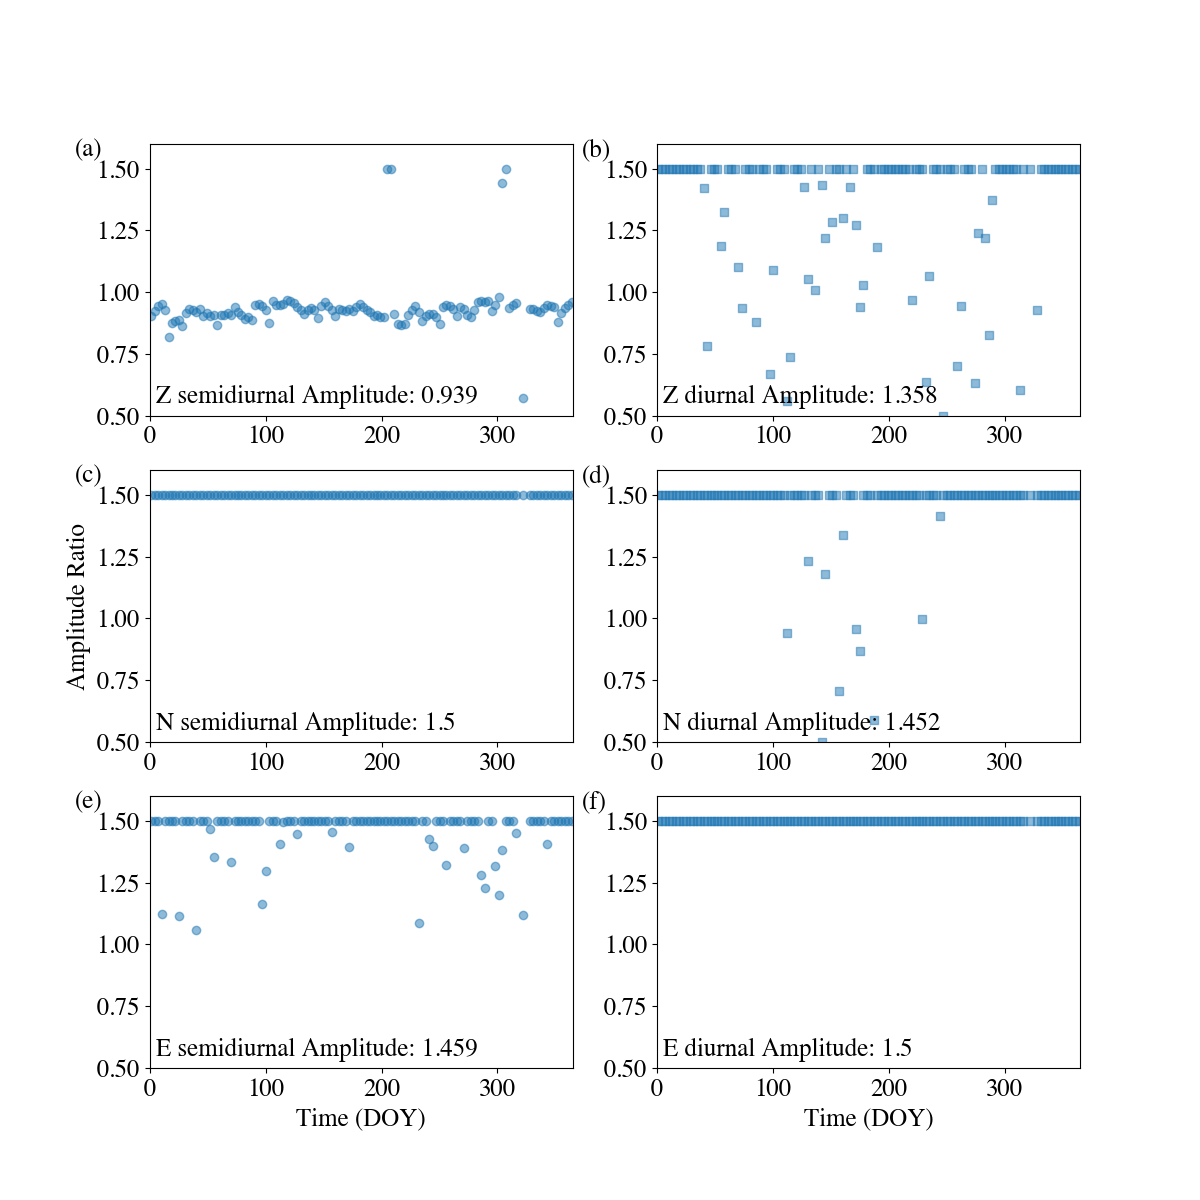 (a)
1.50
1.25
1.00
0.75
0.50
Z semidiurnal Amplitude: 0.939
0 100 200 300
(b)
1.50
1.25
1.00
0.75
0.50
Z diurnal Amplitude: 1.358
0 100 200 300
(c)
1.50
1.25
1.00
0.75
0.50
Amplitude Ratio
N semidiurnal Amplitude: 1.5
0 100 200 300
(d)
1.50
1.25
1.00
0.75
0.50
N diurnal Amplitude: 1.452
0 100 200 300
(e)
1.50
1.25
1.00
0.75
0.50
E semidiurnal Amplitude: 1.459
0 100 200 300
Time (DOY)
(f)
1.50
1.25
1.00
0.75
0.50
E diurnal Amplitude: 1.5
0 100 200 300
Time (DOY)